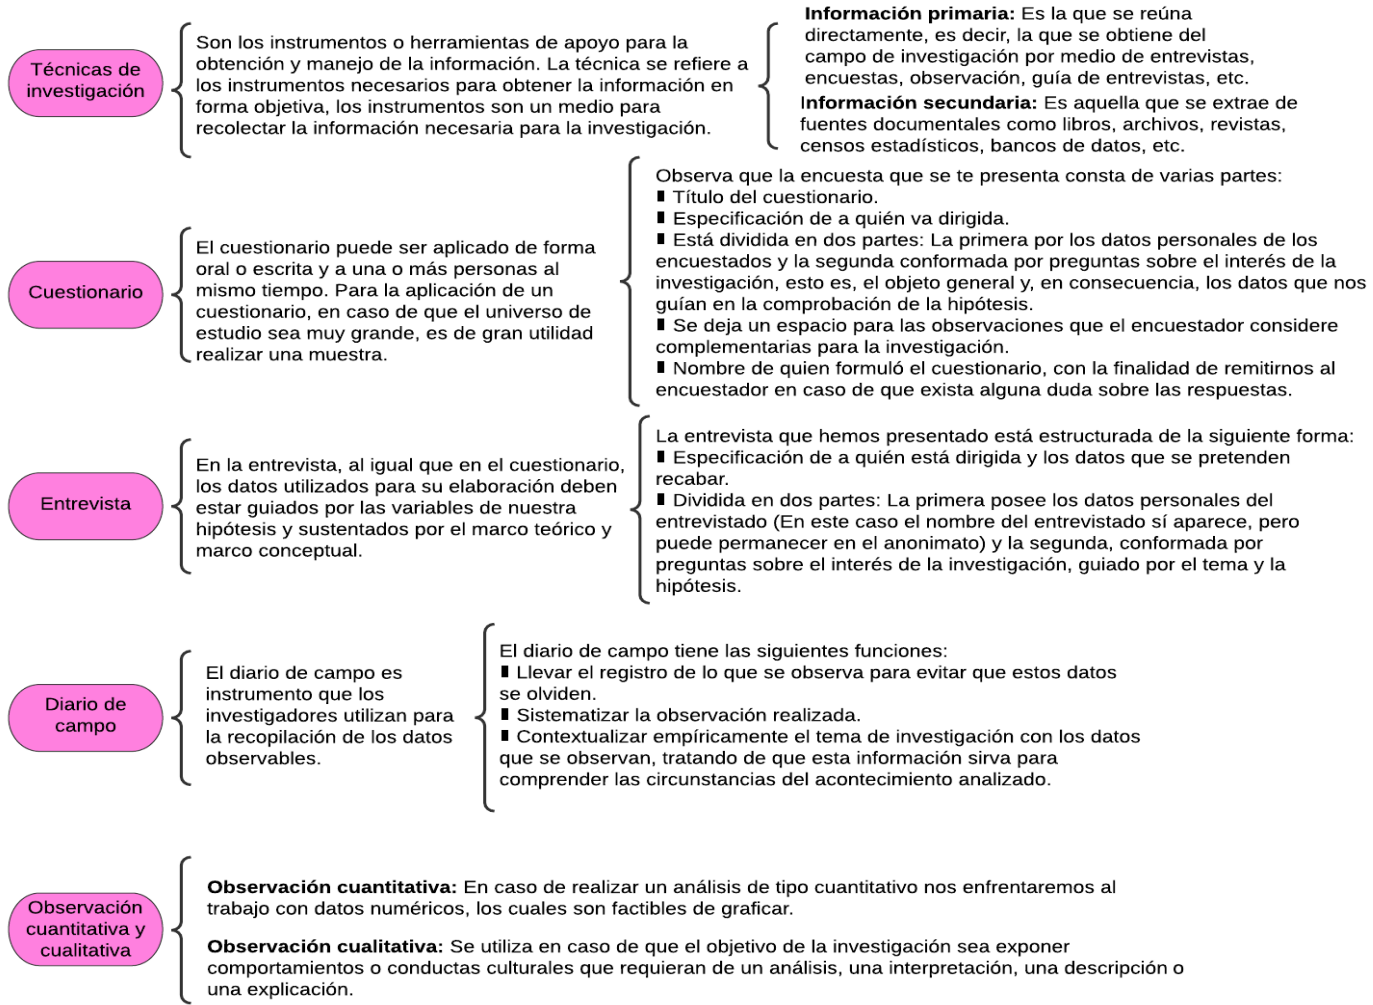 Técnicas de
investigación
Son los instrumentos o herramientas de apoyo para la
obtención y manejo de la información. La técnica se refiere a
los instrumentos necesarios para obtener la información en
forma objetiva, los instrumentos son un medio para
recolectar la información necesaria para la investigación.
Información primaria: Es la que se reúna
directamente, es decir, la que se obtiene del
campo de investigación por medio de entrevistas,
encuestas, observación, guía de entrevistas, etc.
Información secundaria: Es aquella que se extrae de
fuentes documentales como libros, archivos, revistas,
censos estadísticos, bancos de datos, etc.
Cuestionario
El cuestionario puede ser aplicado de forma
oral o escrita y a una o más personas al
mismo tiempo. Para la aplicación de un
cuestionario, en caso de que el universo de
estudio sea muy grande, es de gran utilidad
realizar una muestra.
Observa que la encuesta que se te presenta consta de varias partes:
▪ Título del cuestionario.
▪ Especificación de a quién va dirigida.
▪ Está dividida en dos partes: La primera por los datos personales de los
encuestados y la segunda conformada por preguntas sobre el interés de la
investigación, esto es, el objeto general y, en consecuencia, los datos que nos
guían en la comprobación de la hipótesis.
▪ Se deja un espacio para las observaciones que el encuestador considere
complementarias para la investigación.
▪ Nombre de quien formuló el cuestionario, con la finalidad de remitirnos al
encuestador en caso de que exista alguna duda sobre las respuestas.
Entrevista
En la entrevista, al igual que en el cuestionario,
los datos utilizados para su elaboración deben
estar guiados por las variables de nuestra
hipótesis y sustentados por el marco teórico y
marco conceptual.
La entrevista que hemos presentado está estructurada de la siguiente forma:
▪ Especificación de a quién está dirigida y los datos que se pretenden
recabar.
▪ Dividida en dos partes: La primera posee los datos personales del
entrevistado (En este caso el nombre del entrevistado sí aparece, pero
puede permanecer en el anonimato) y la segunda, conformada por
preguntas sobre el interés de la investigación, guiado por el tema y la
hipótesis.
Diario de
campo
El diario de campo es
instrumento que los
investigadores utilizan para
la recopilación de los datos
observables.
El diario de campo tiene las siguientes funciones:
▪ Llevar el registro de lo que se observa para evitar que estos datos
se olviden.
▪ Sistematizar la observación realizada.
▪ Contextualizar empíricamente el tema de investigación con los datos
que se observan, tratando de que esta información sirva para
comprender las circunstancias del acontecimiento analizado.
Observación
cuantitativa y
cualitativa
Observación cuantitativa: En caso de realizar un análisis de tipo cuantitativo nos enfrentaremos al
trabajo con datos numéricos, los cuales son factibles de graficar.
Observación cualitativa: Se utiliza en caso de que el objetivo de la investigación sea exponer
comportamientos o conductas culturales que requieran de un análisis, una interpretación, una descripción o
una explicación.